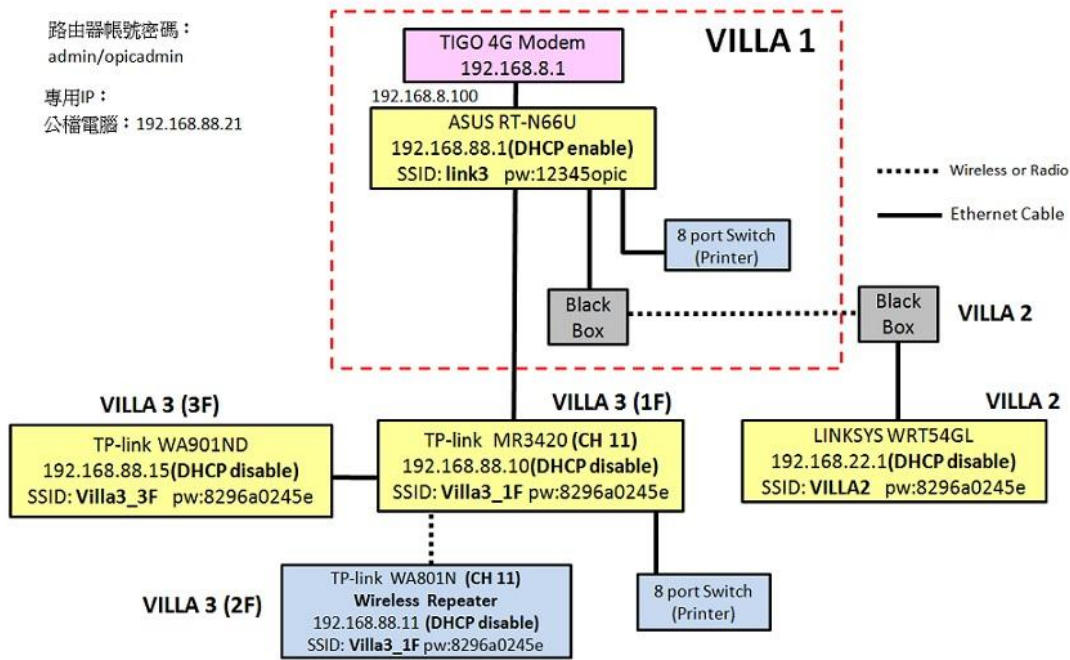 路由器帳號密碼：
admin/opicadmin
專用IP：
公檔電腦：192.168.88.21
VILLA 1
TIGO 4G Modem
192.168.8.1
192.168.8.100
ASUS RT-N66U
192.168.88.1(DHCP enable)
SSID: link3 pw:12345opic
Wireless or Radio
Ethernet Cable
8 port Switch
(Printer)
Black
Box
Black
Box
VILLA 2
VILLA 3 (3F)
TP-link WA901ND
192.168.88.15(DHCP disable)
SSID: Villa3_3F pw:8296a0245e
VILLA 3 (1F)
TP-link MR3420 (CH 11)
192.168.88.10(DHCP disable)
SSID: Villa3_1F pw:8296a0245e
VILLA 2
LINKSYS WRT54GL
192.168.22.1(DHCP disable)
SSID: VILLA2 pw:8296a0245e
VILLA 3 (2F)
TP-link WA801N (CH 11)
Wireless Repeater
192.168.88.11 (DHCP disable)
SSID: Villa3_1F pw:8296a0245e
8 port Switch
(Printer)